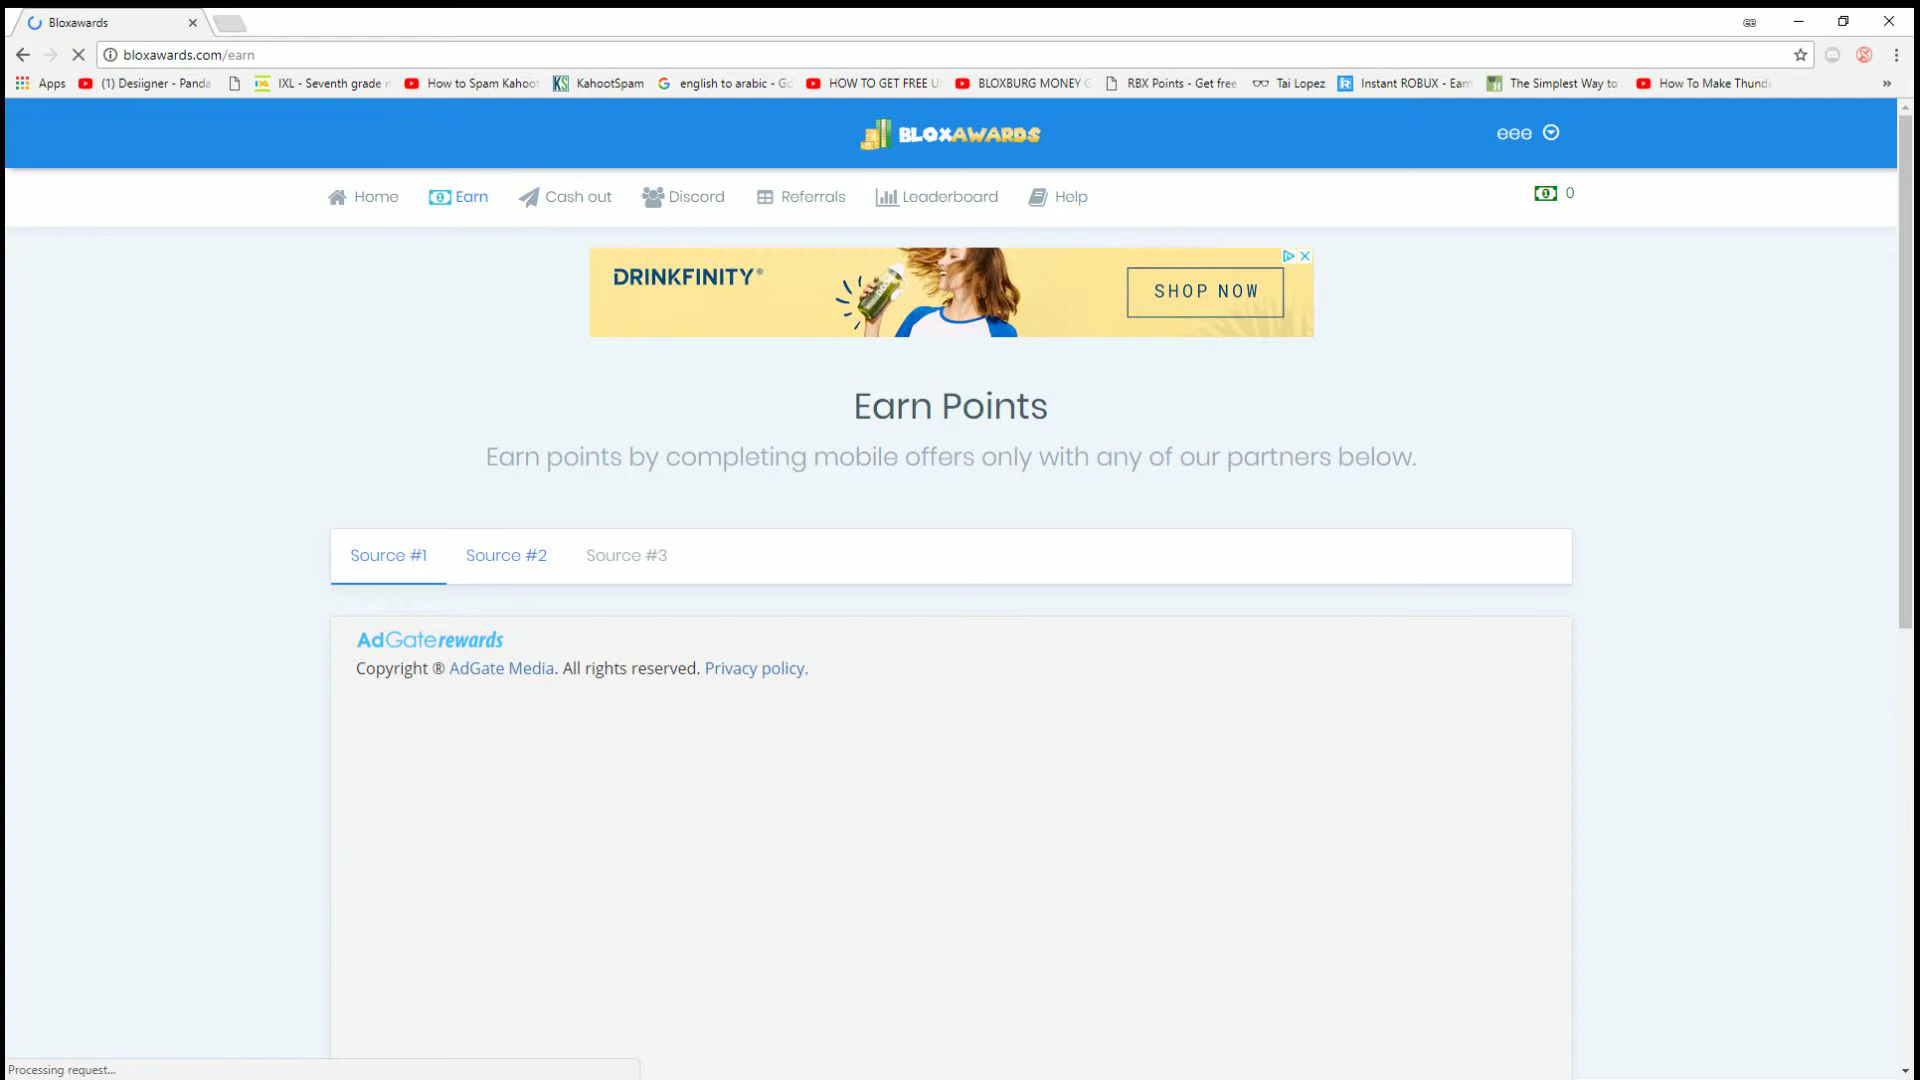 Bloxawards
ee
bloxawards.com/earn
Apps (1) Desiigner - Panda IXL - Seventh grade How to Spam Kahoot KahootSpam english to arabic - Go HOW TO GET FREE BLOXBURG MONEY RBX Points - Get free Tai Lopez Instant ROBUX - Earn The Simplest Way to How To Make Thund »
BLOXAWARDS
eee
Home Earn Cash out Discord Referrals Leaderboard Help 0
DRINKFINITY®
SHOP NOW
Earn Points
Earn points by completing mobile offers only with any of our partners below.
Source #1 Source #2 Source #3
AdGate rewards
Copyright ® AdGate Media. All rights reserved. Privacy policy.
Processing request...